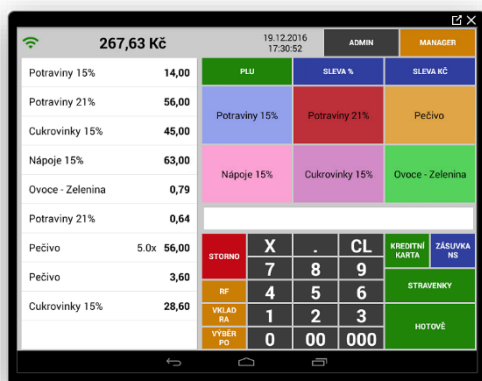 267,63 Kč
19.12.2016
17:30:52
ADMIN
MANAGER
Potraviny 15% 14,00
Potraviny 21% 56,00
Cukrovinky 15% 45,00
Nápoje 15% 63,00
Ovoce - Zelenina 0,79
Potraviny 21% 0,64
Pečivo 5.0x 56,00
Pečivo 3,60
Cukrovinky 15% 28,60
PLU SLEVA % SLEVA KČ
Potraviny 15% Potraviny 21% Pečivo
Nápoje 15% Cukrovinky 15% Ovoce - Zelenina
STORNO
RF
VKLAD
RA
VÝBĚR
PO
X . CL
7 8 9
4 5 6
1 2 3
0 00 000
KREDITNÍ
KARTA
ZÁSUVKA
NS
STRAVENKY
HOTOVĚ